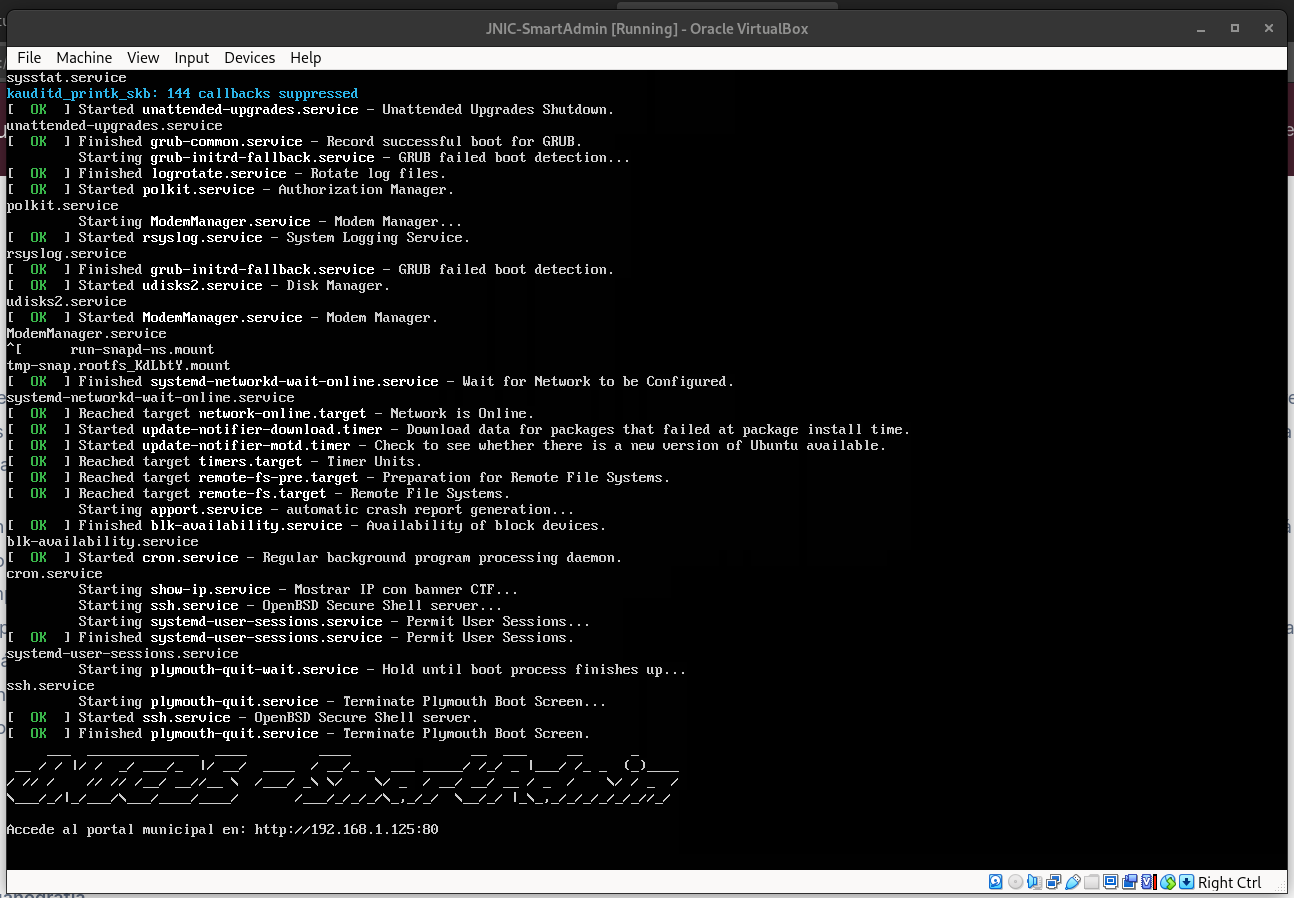 JNIC-SmartAdmin [Running] - Oracle VirtualBox
File Machine View Input Devices Help
sysstat.service
kauditd_printk_skb: 144 callbacks suppressed
[  OK  ] Started unattended-upgrades.service - Unattended Upgrades Shutdown.
unattended-upgrades.service
[  OK  ] Finished grub-common.service - Record successful boot for GRUB.
         Starting grub-initrd-fallback.service - GRUB failed boot detection...
[  OK  ] Finished logrotate.service - Rotate log files.
[  OK  ] Started polkit.service - Authorization Manager.
polkit.service
         Starting ModemManager.service - Modem Manager...
[  OK  ] Started rsyslog.service - System Logging Service.
rsyslog.service
[  OK  ] Finished grub-initrd-fallback.service - GRUB failed boot detection.
[  OK  ] Started udisks2.service - Disk Manager.
udisks2.service
[  OK  ] Started ModemManager.service - Modem Manager.
ModemManager.service
^[      run-snapd-ns.mount
tmp-snap.rootfs_KdLbtY.mount
[  OK  ] Finished systemd-networkd-wait-online.service - Wait for Network to be Configured.
systemd-networkd-wait-online.service
[  OK  ] Reached target network-online.target - Network is Online.
[  OK  ] Started update-notifier-download.timer - Download data for packages that failed at package install time.
[  OK  ] Started update-notifier-motd.timer - Check to see whether there is a new version of Ubuntu available.
[  OK  ] Reached target timers.target - Timer Units.
[  OK  ] Reached target remote-fs-pre.target - Preparation for Remote File Systems.
[  OK  ] Reached target remote-fs.target - Remote File Systems.
         Starting apport.service - automatic crash report generation...
[  OK  ] Finished blk-availability.service - Availability of block devices.
blk-availability.service
[  OK  ] Started cron.service - Regular background program processing daemon.
cron.service
         Starting show-ip.service - Mostrar IP con banner CTF...
         Starting ssh.service - OpenBSD Secure Shell server...
         Starting systemd-user-sessions.service - Permit User Sessions...
[  OK  ] Finished systemd-user-sessions.service - Permit User Sessions.
systemd-user-sessions.service
         Starting plymouth-quit-wait.service - Hold until boot process finishes up...
ssh.service
         Starting plymouth-quit.service - Terminate Plymouth Boot Screen...
[  OK  ] Started ssh.service - OpenBSD Secure Shell server.
[  OK  ] Finished plymouth-quit.service - Terminate Plymouth Boot Screen.
Accede al portal municipal en: http://192.168.1.125:80
Right Ctrl